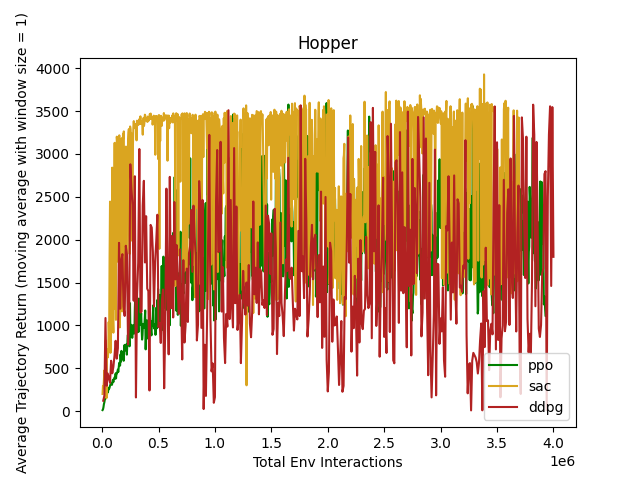 Hopper
Average Trajectory Return (moving average with window size = 1)
4000
3500
3000
2500
2000
1500
1000
500
0
0.0 0.5 1.0 1.5 2.0 2.5 3.0 3.5 4.0
1e6
Total Env Interactions
ppo
sac
ddpg